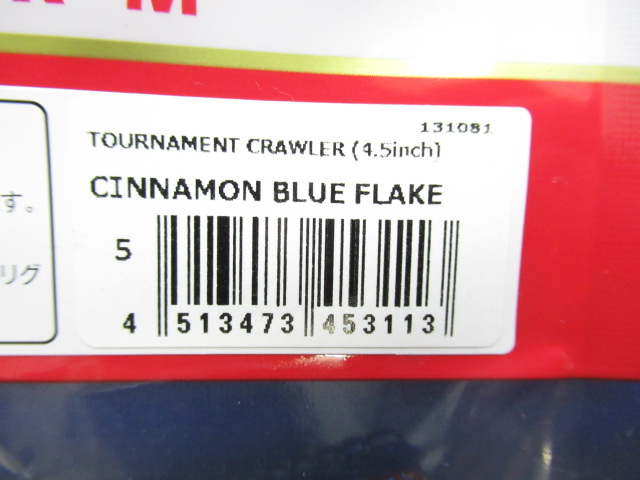 M
131081
TOURNAMENT CRAWLER (4.5inch)
CINNAMON BLUE FLAKE
す。
リグ
5
4 513473 453113